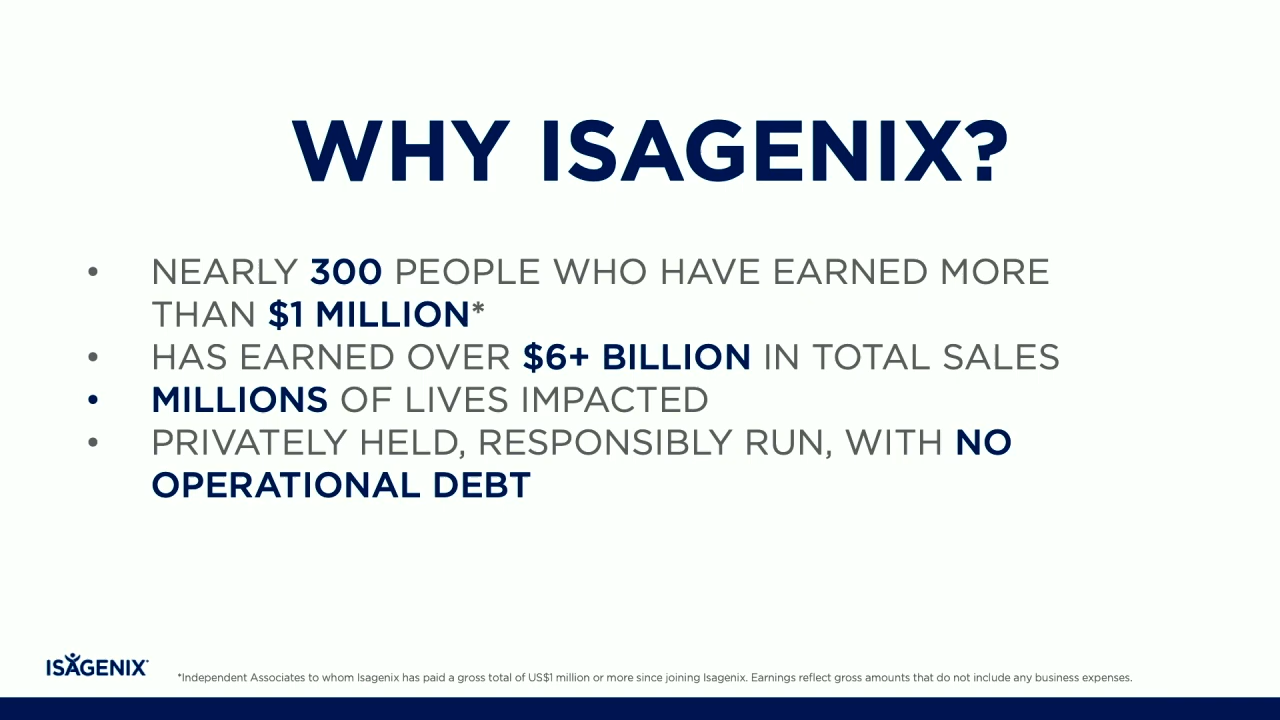 WHY ISAGENIX?
• NEARLY 300 PEOPLE WHO HAVE EARNED MORE
THAN $1 MILLION*
• HAS EARNED OVER $6+ BILLION IN TOTAL SALES
• MILLIONS OF LIVES IMPACTED
• PRIVATELY HELD, RESPONSIBLY RUN, WITH NO
OPERATIONAL DEBT
ISAGENIX
*Independent Associates to whom Isagenix has paid a gross total of US$1 million or more since joining Isagenix. Earnings reflect gross amounts that do not include any business expenses.